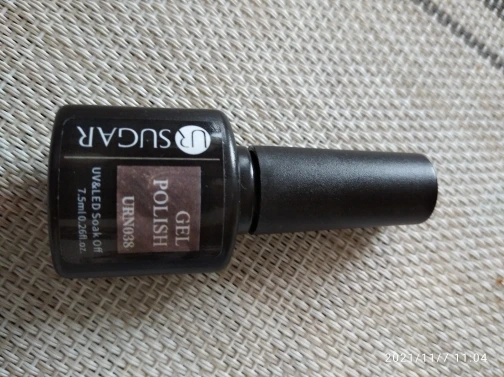 UR SUGAR
GEL
POLISH
URN038
UV&LED Soak Off
7.5ml 0.26fl.oz.
2021/11/7 11:04